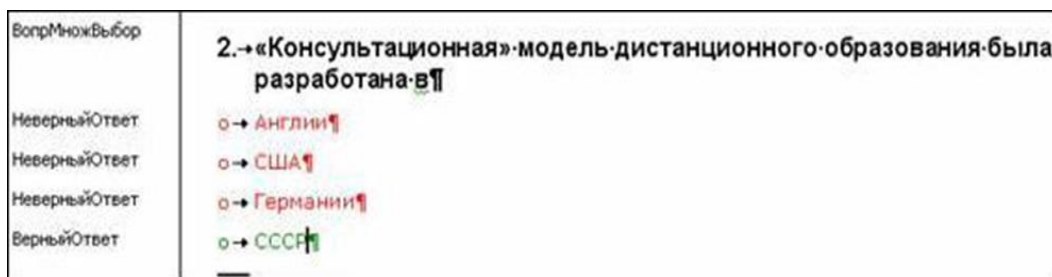 ВопрМножВыбор
2. «Консультационная» модель дистанционного образования была
разработана в
НеверныйОтвет
Англии
НеверныйОтвет
США
НеверныйОтвет
Германии
ВерныйОтвет
СССР